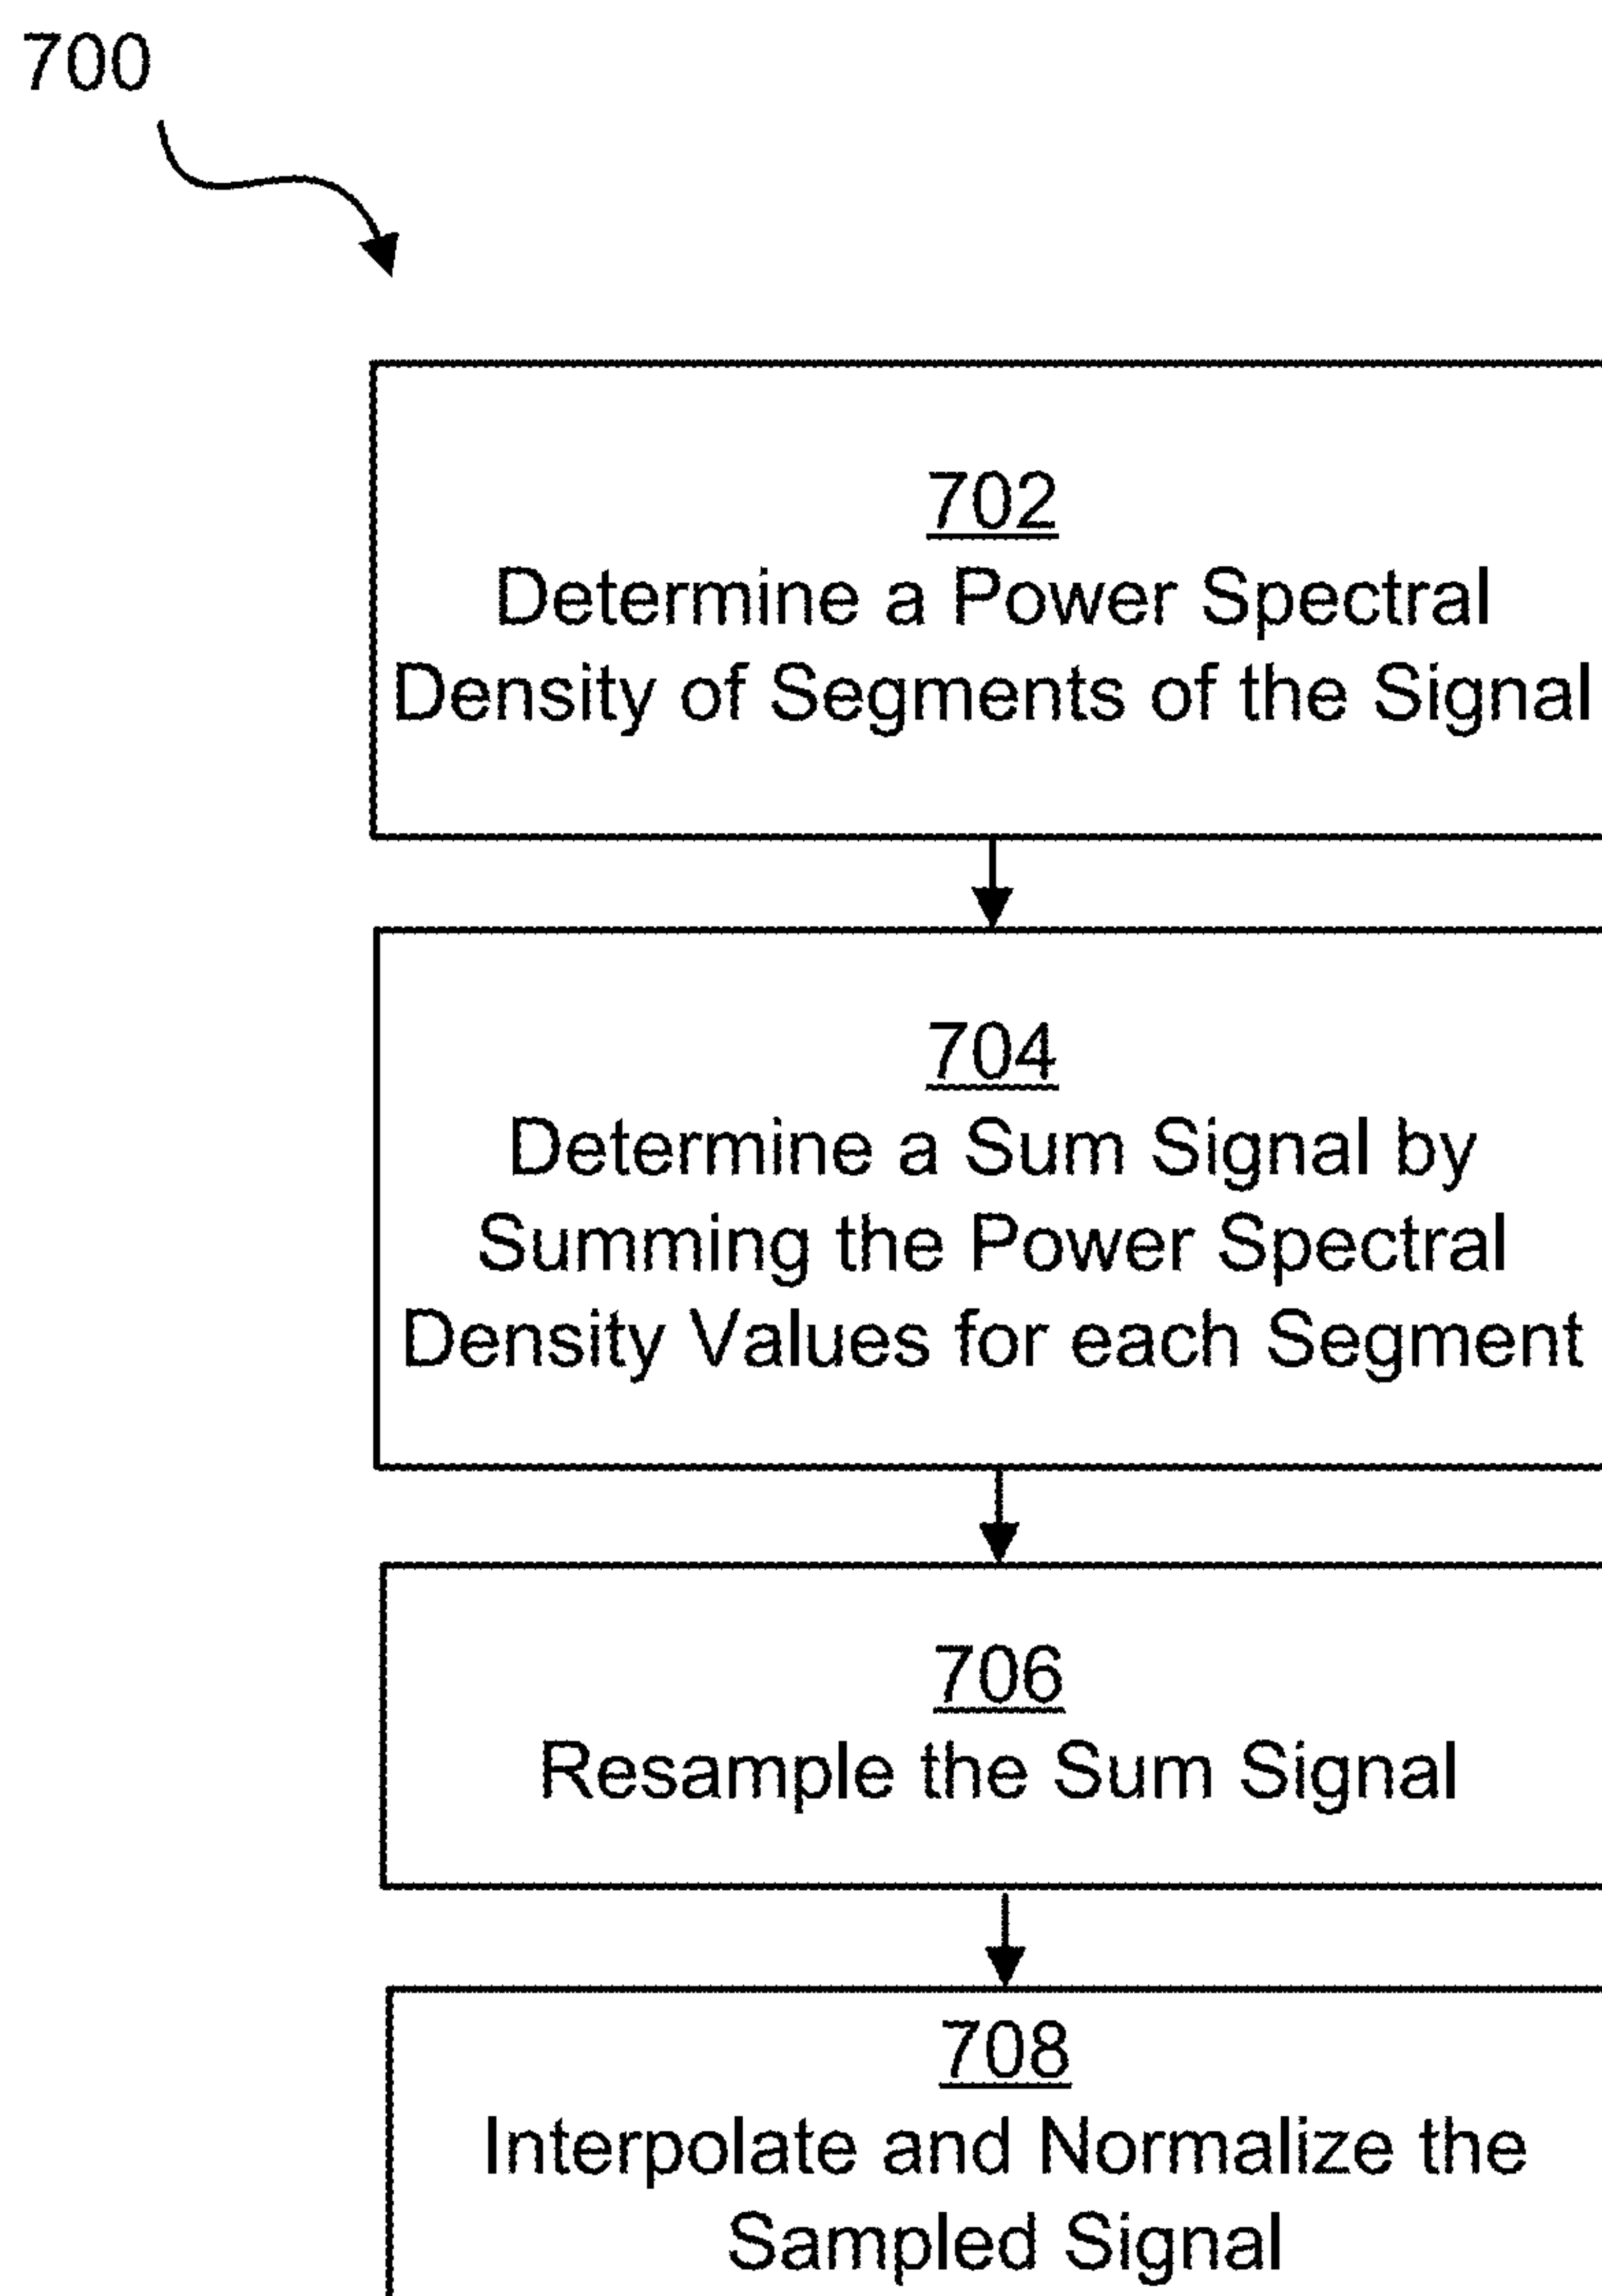 700
702
Determine a Power Spectral
Density of Segments of the Signal
704
Determine a Sum Signal by
Summing the Power Spectral
Density Values for each Segment
706
Resample the Sum Signal
708
Interpolate and Normalize the
Sampled Signal